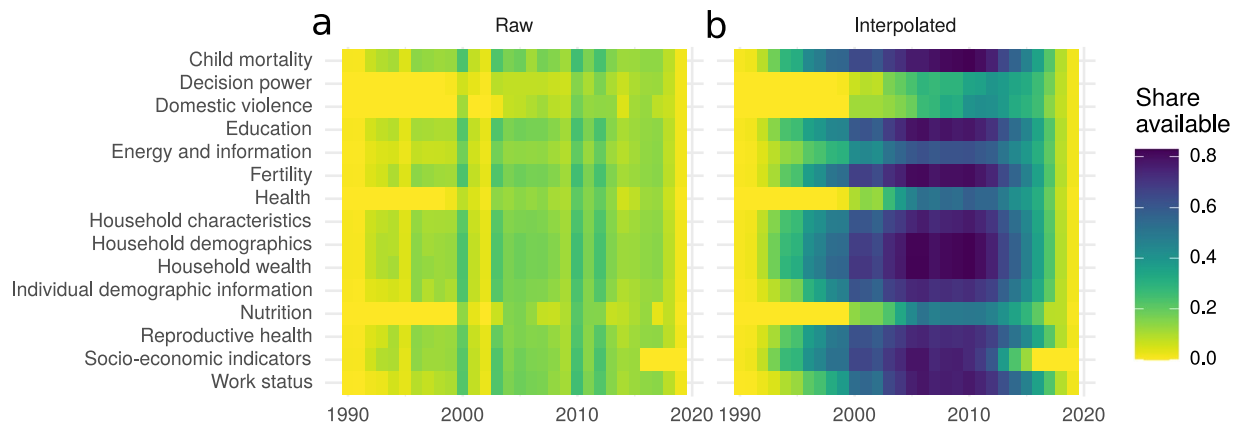 a Raw b Interpolated
Child mortality
Decision power
Domestic violence
Education
Energy and information
Fertility
Health
Household characteristics
Household demographics
Household wealth
Individual demographic information
Nutrition
Reproductive health
Socio-economic indicators
Work status
1990 2000 2010 2020 1990 2000 2010 2020
Share
available
0.8
0.6
0.4
0.2
0.0